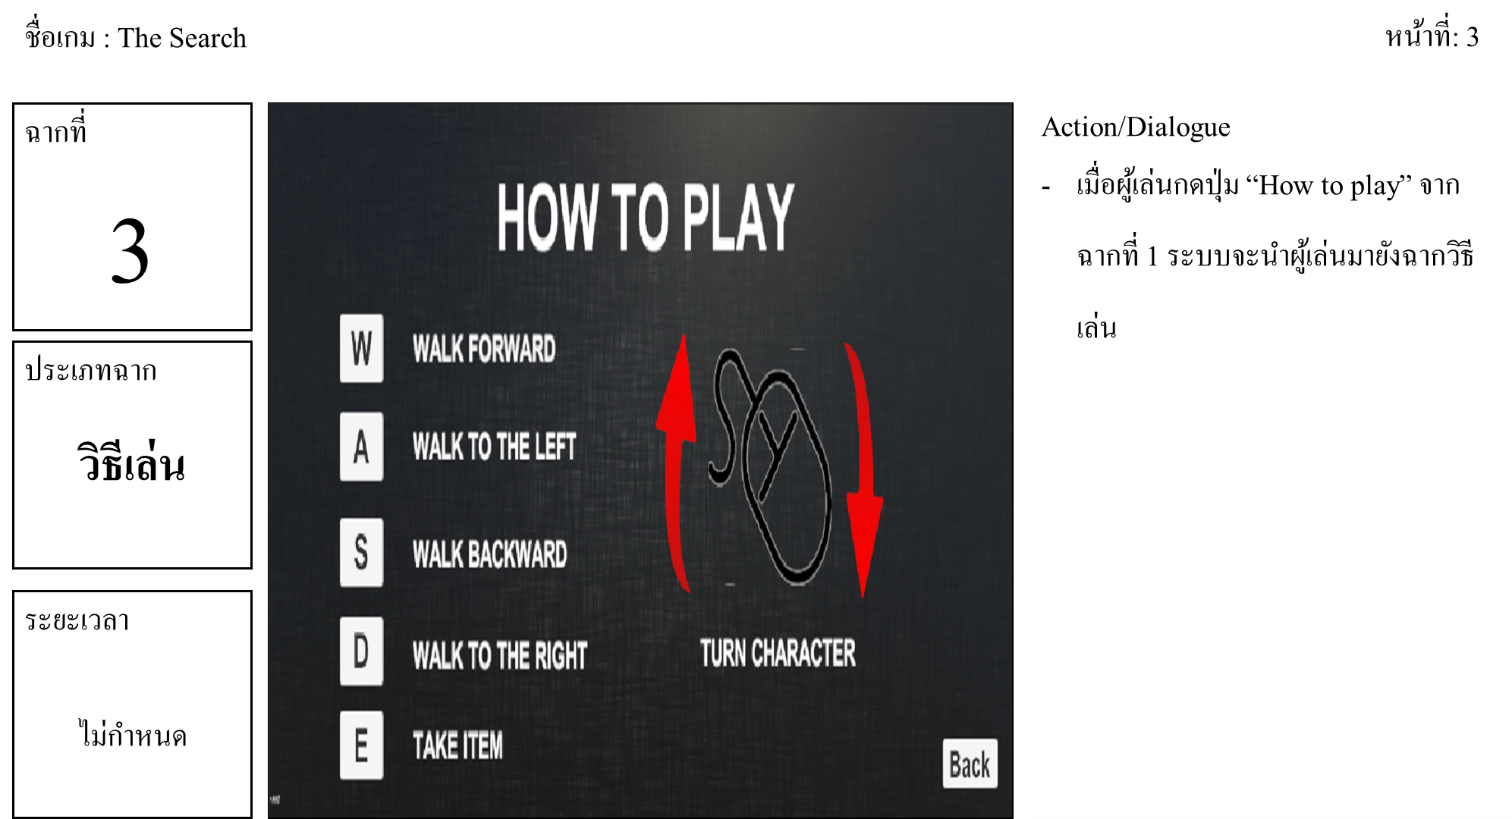 ชื่อเกม : The Search
หน้าที่: 3
ฉากที่
3
ประเภทฉาก
วิธีเล่น
ระยะเวลา
ไม่กำหนด
HOW TO PLAY
W WALK FORWARD
A WALK TO THE LEFT
S WALK BACKWARD
D WALK TO THE RIGHT
E TAKE ITEM
TURN CHARACTER
Back
Action/Dialogue
- เมื่อผู้เล่นกดปุ่ม “How to play” จาก
ฉากที่ 1 ระบบจะนำผู้เล่นมายังฉากวิธี
เล่น